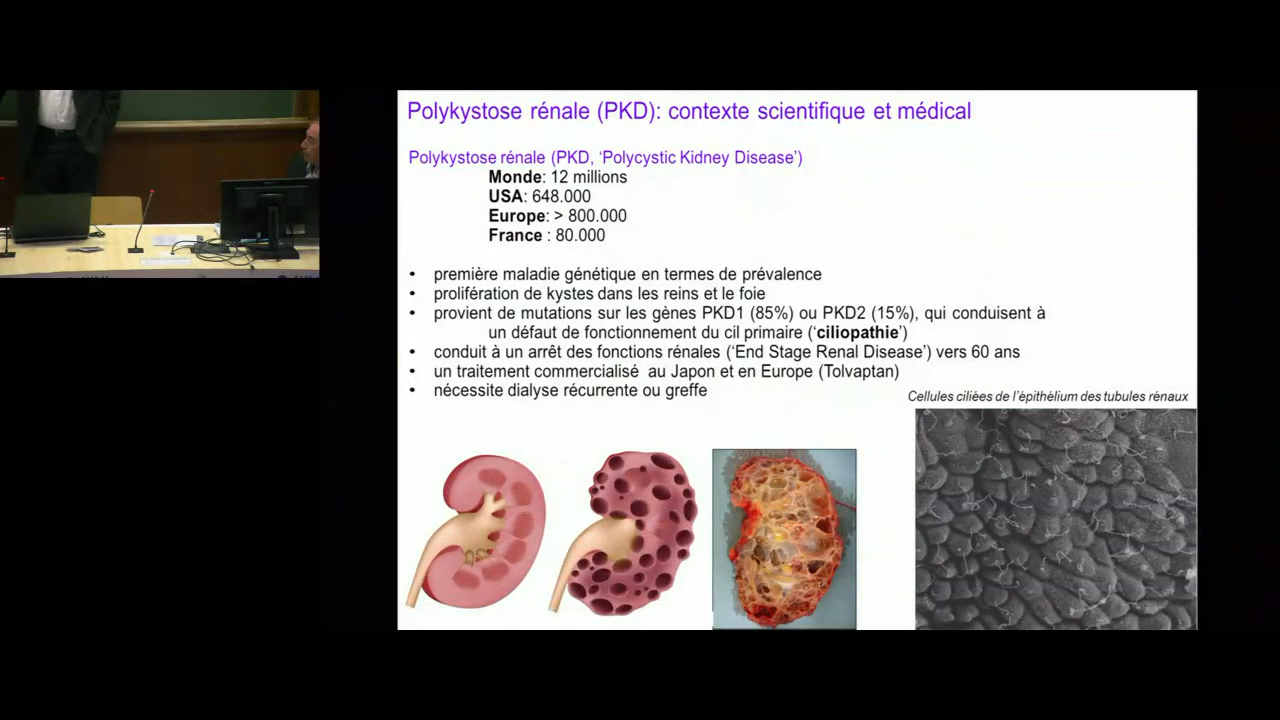 Polykystose rénale (PKD): contexte scientifique et médical
Polykystose rénale (PKD, ‘Polycystic Kidney Disease’)
Monde: 12 millions
USA: 648.000
Europe: > 800.000
France : 80.000
• première maladie génétique en termes de prévalence
• prolifération de kystes dans les reins et le foie
• provient de mutations sur les gènes PKD1 (85%) ou PKD2 (15%), qui conduisent à
un défaut de fonctionnement du cil primaire (‘ciliopathie’)
• conduit à un arrêt des fonctions rénales (‘End Stage Renal Disease’) vers 60 ans
• un traitement commercialisé au Japon et en Europe (Tolvaptan)
• nécessite dialyse récurrente ou greffe
Cellules ciliées de l’épithélium des tubules rénaux